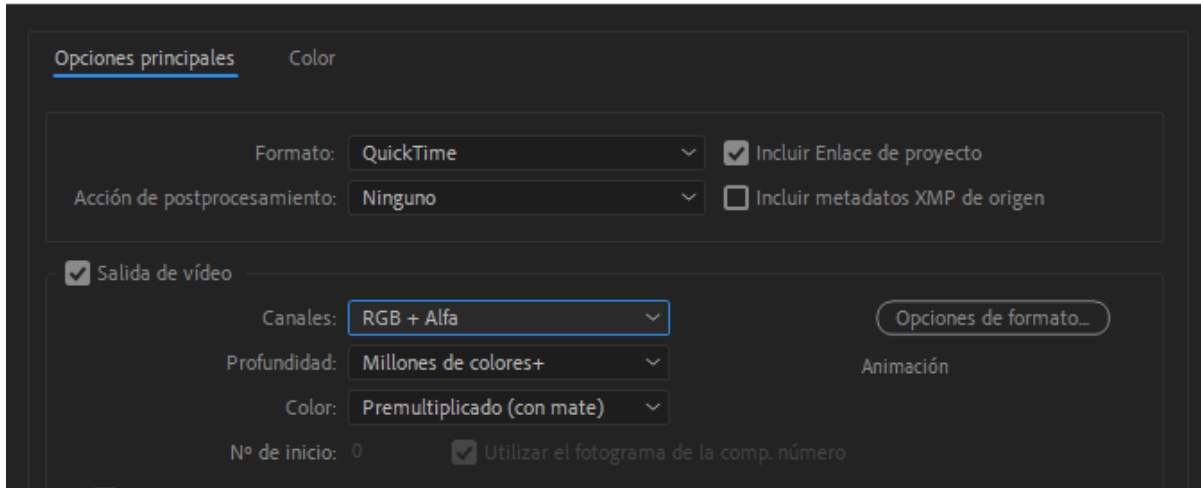 Opciones principales Color
Formato: QuickTime Incluir Enlace de proyecto
Acción de postprocesamiento: Ninguno Incluir metadatos XMP de origen
Salida de vídeo
Canales: RGB + Alfa Opciones de formato...
Profundidad: Millones de colores+ Animación
Color: Premultiplicado (con mate)
Nº de inicio: 0 Utilizar el fotograma de la comp. número